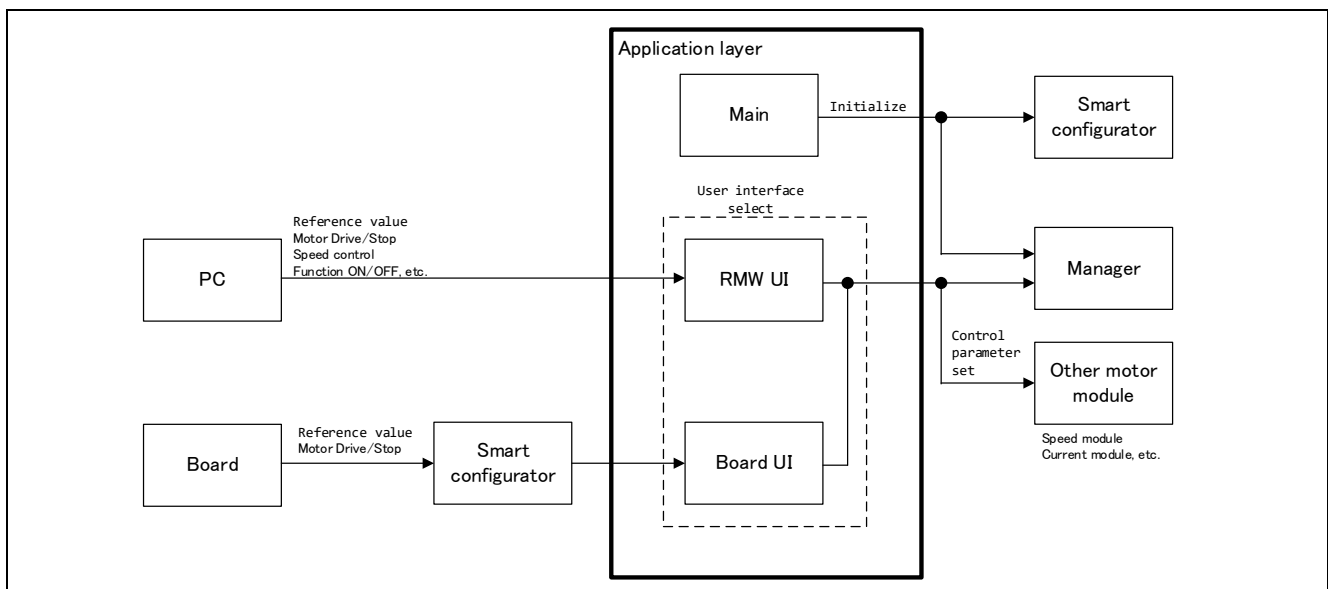 Application layer
Main
Initialize
Smart
configurator
User interface
select
Reference value
Motor Drive/Stop
Speed control
Function ON/OFF, etc.
PC
RMW UI
Manager
Control
parameter
set
Other motor
module
Speed module
Current module, etc.
Reference value
Motor Drive/Stop
Board
Smart
configurator
Board UI